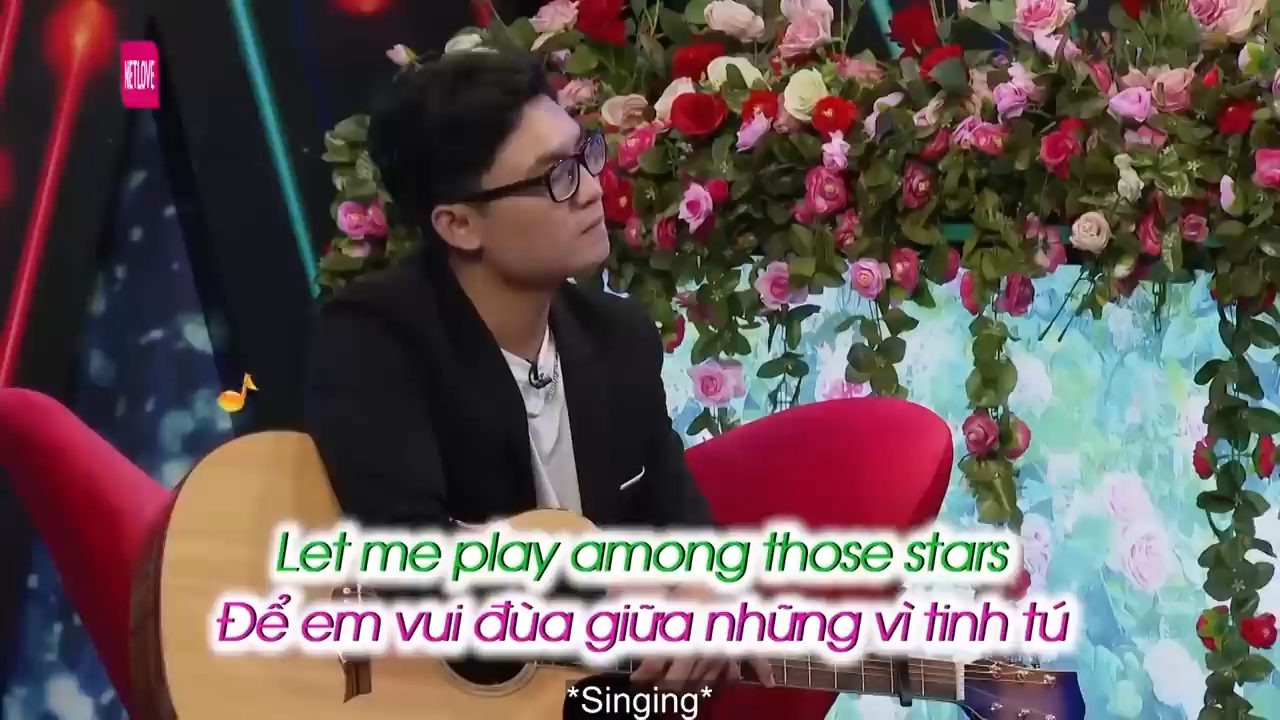 NETLOVE
Let me play among those stars
Để em vui đùa giữa những vì tinh tú
*Singing*